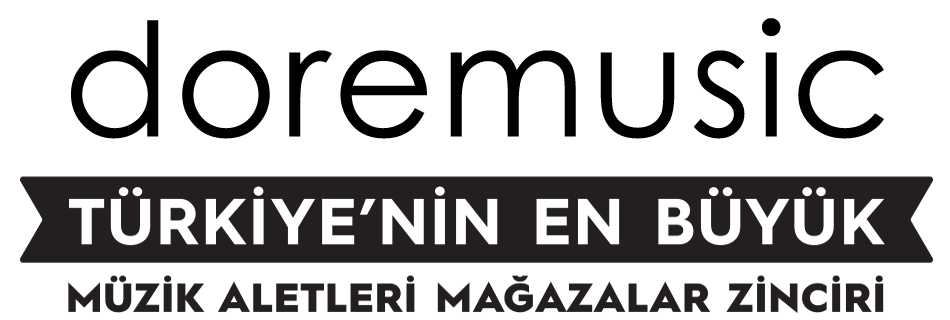 doremusic
TÜRKİYE'NİN EN BÜYÜK
MÜZİK ALETLERİ MAĞAZALAR ZİNCİRİ